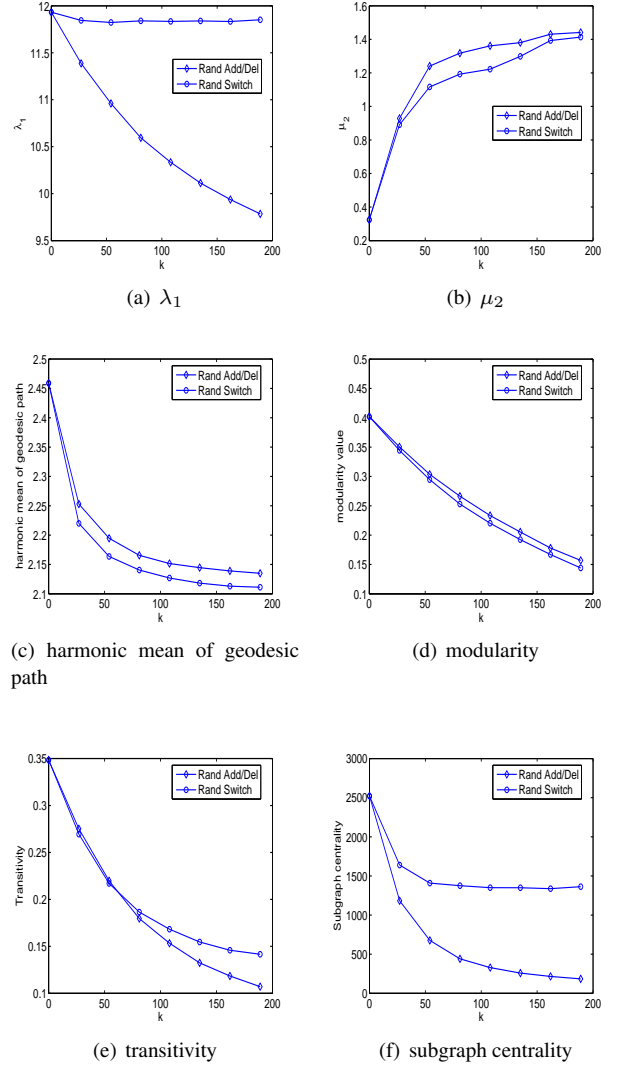 12
11.5
11
10.5
10
9.5
0
50
100
150
200
k
λ1
Rand Add/Del
Rand Switch
(a) λ1
1.6
1.4
1.2
1
0.8
0.6
0.4
0.2
0
50
100
150
200
k
μ2
Rand Add/Del
Rand Switch
(b) μ2
2.5
2.45
2.4
2.35
2.3
2.25
2.2
2.15
2.1
0
50
100
150
200
k
harmonic mean of geodesic path
Rand Add/Del
Rand Switch
(c) harmonic mean of geodesic
path
0.5
0.45
0.4
0.35
0.3
0.25
0.2
0.15
0.1
0
50
100
150
200
k
modularity value
Rand Add/Del
Rand Switch
(d) modularity
0.35
0.3
0.25
0.2
0.15
0.1
0
50
100
150
200
k
Transitivity
Rand Add/Del
Rand Switch
(e) transitivity
3000
2500
2000
1500
1000
500
0
0
50
100
150
200
k
Subgraph centrality
Rand Add/Del
Rand Switch
(f) subgraph centrality